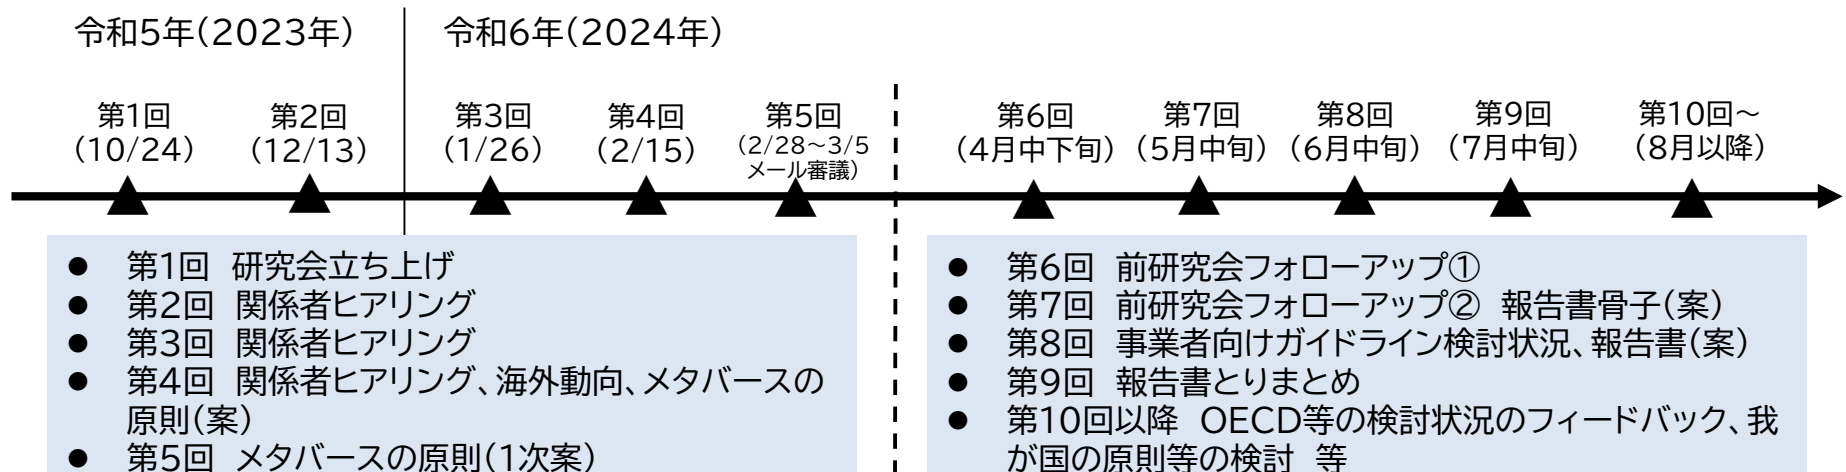 令和5年(2023年)
令和6年(2024年)
第1回
(10/24)
第2回
(12/13)
第3回
(1/26)
第4回
(2/15)
第5回
(2/28~3/5
メール審議)
第6回
(4月中下旬)
第7回
(5月中旬)
第8回
(6月中旬)
第9回
(7月中旬)
第10回~
(8月以降)
● 第1回 研究会立ち上げ
● 第2回 関係者ヒアリング
● 第3回 関係者ヒアリング
● 第4回 関係者ヒアリング、海外動向、メタバースの
原則(案)
● 第5回 メタバースの原則(1次案)
● 第6回 前研究会フォローアップ①
● 第7回 前研究会フォローアップ② 報告書骨子(案)
● 第8回 事業者向けガイドライン検討状況、報告書(案)
● 第9回 報告書とりまとめ
● 第10回以降 OECD等の検討状況のフィードバック、我
が国の原則等の検討 等